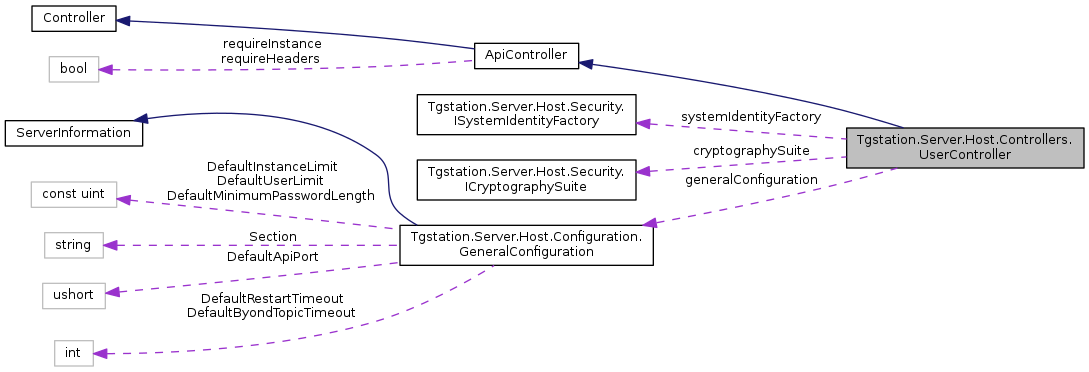 Controller
requireInstance
requireHeaders
bool
ApiController
Tgstation.Server.Host.Security.
ISystemIdentityFactory
systemIdentityFactory
ServerInformation
Tgstation.Server.Host.Controllers.
UserController
cryptographySuite
Tgstation.Server.Host.Security.
ICryptographySuite
generalConfiguration
DefaultInstanceLimit
DefaultUserLimit
DefaultMinimumPasswordLength
const uint
Section
string
Tgstation.Server.Host.Configuration.
GeneralConfiguration
DefaultApiPort
ushort
DefaultRestartTimeout
DefaultByondTopicTimeout
int